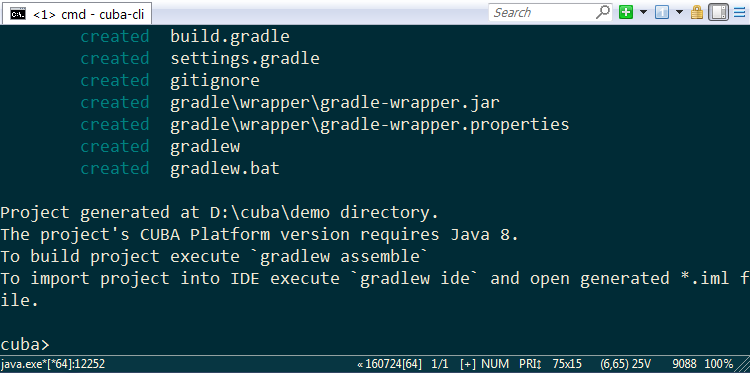 <1> cmd - cuba-cli
Search
created build.gradle
created settings.gradle
created gitignore
created gradle\wrapper\gradle-wrapper.jar
created gradle\wrapper\gradle-wrapper.properties
created gradlew
created gradlew.bat
Project generated at D:\cuba\demo directory.
The project's CUBA Platform version requires Java 8.
To build project execute `gradlew assemble`
To import project into IDE execute `gradlew ide` and open generated *.iml f
ile.
cuba>
java.exe*[*64]:12252 «160724[64] 1/1 [+] NUM PRI↕ 75x15 (6,65) 25V 9088 100%